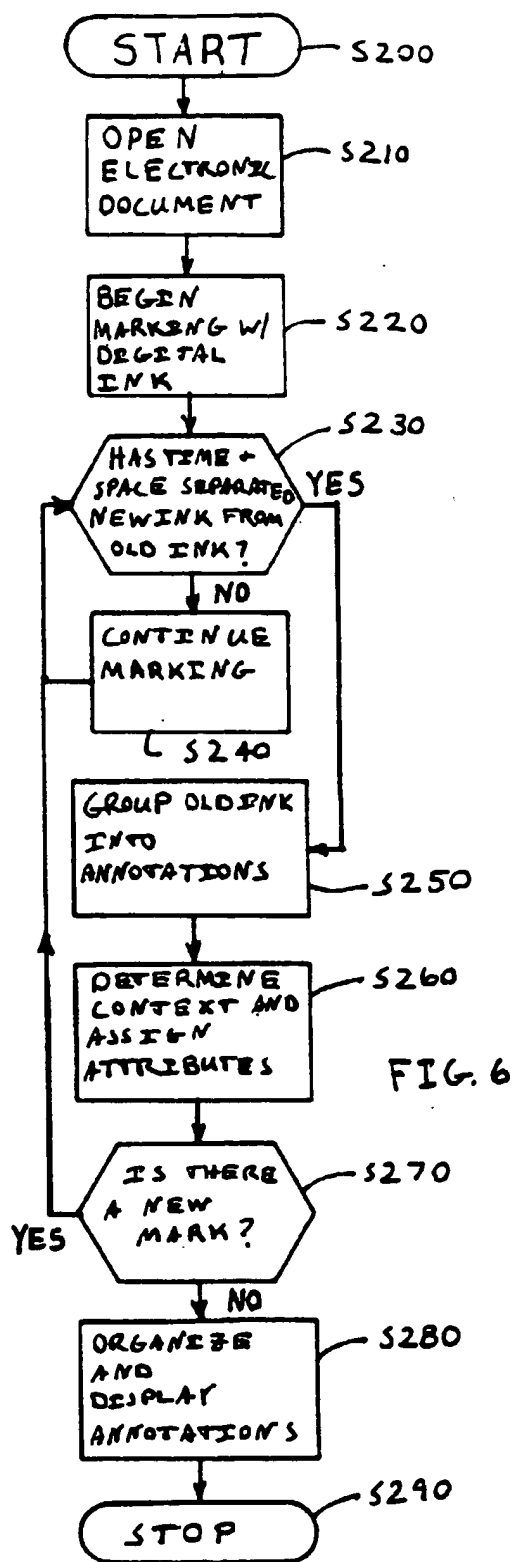 START
S200
OPEN
ELECTRONIC
DOCUMENT
S210
BEGIN
MARKING W/
DIGITAL
INK
S220
S230
HAS TIME +
SPACE SEPARATED
NEW INK FROM
OLD INK?
YES
NO
CONTINUE
MARKING
S240
GROUP OLD INK
INTO
ANNOTATIONS
S250
DETERMINE
CONTEXT AND
ASSIGN
ATTRIBUTES
S260
FIG. 6
IS THERE
A NEW
MARK?
S270
YES
NO
ORGANIZE
AND
DISPLAY
ANNOTATIONS
S280
STOP
S290